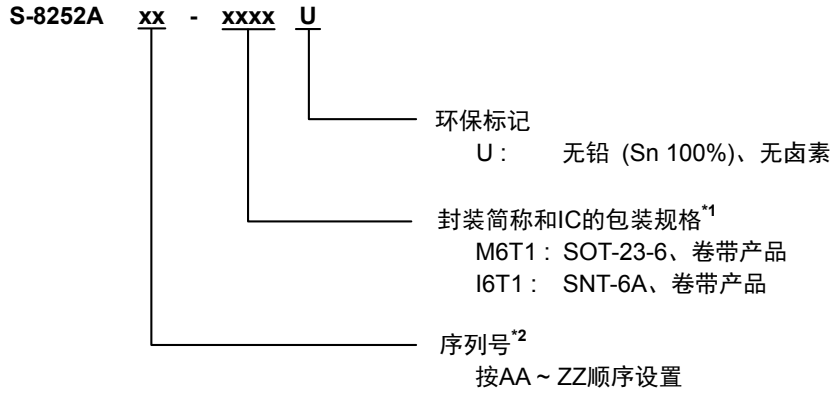 S-8252A xx - xxxx U
环保标记
U : 无铅 (Sn 100%)、无卤素
封装简称和IC的包装规格*1
M6T1 : SOT-23-6、卷带产品
I6T1 : SNT-6A、卷带产品
序列号*2
按AA ~ ZZ顺序设置